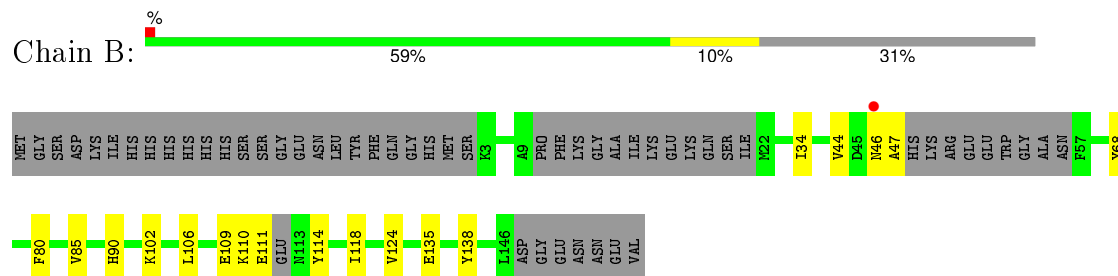 %
Chain B:
59% 10% 31%
MET GLY SER ASP LYS ILE HIS HIS HIS HIS HIS HIS SER SER GLY GLU ASN LEU TYR PHE GLN GLY HIS MET SER K3 A9 PRO PHE LYS GLY ALA ILE LYS GLU LYS GLN SER ILE M22 I34 V44 D45 N46 A47 HIS LYS ARG GLU GLU TRP GLY ALA ASN F57
F80 V85 H90 K102 L106 E109 K110 E111 GLU N113 Y114 I118 V124 E135 Y138 L146 ASP GLY GLU ASN ASN GLU VAL